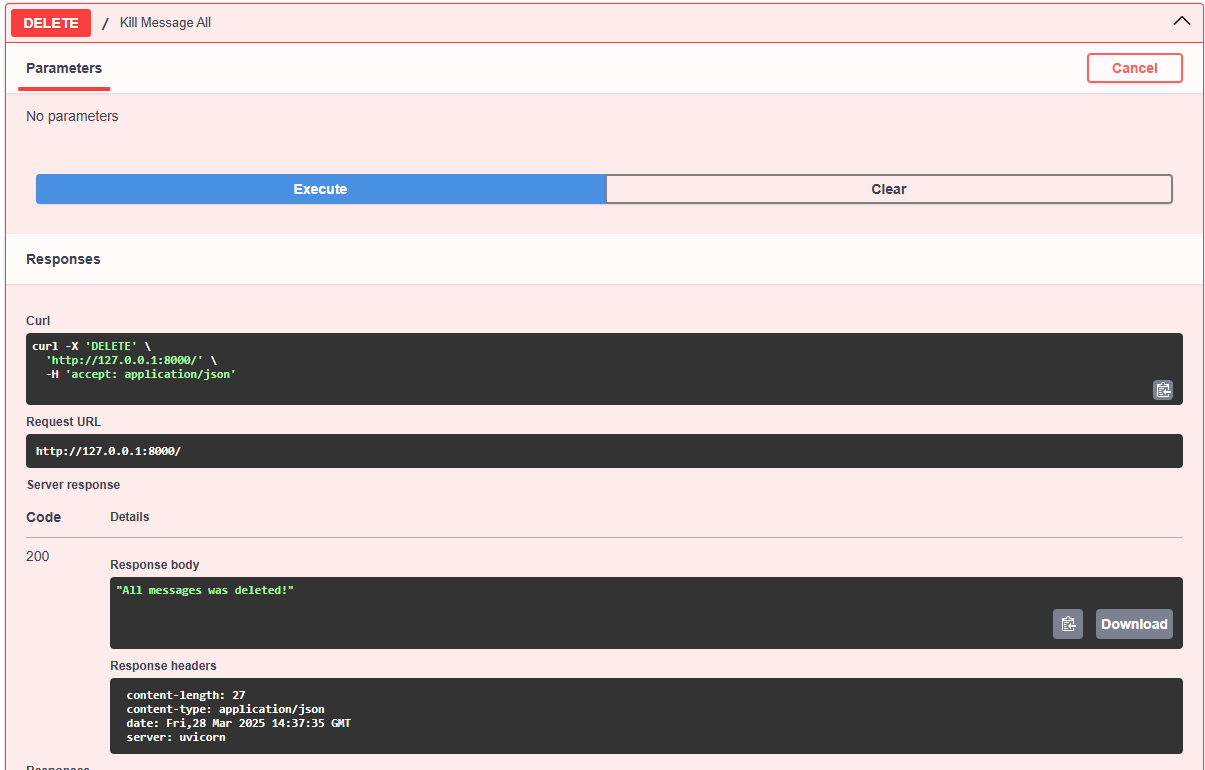 DELETE / Kill Message All
Parameters
Cancel
No parameters
Execute
Clear
Responses
Curl
curl -X 'DELETE' \
  'http://127.0.0.1:8000/' \
  -H 'accept: application/json'
Request URL
http://127.0.0.1:8000/
Server response
Code
Details
200
Response body
"All messages was deleted!"
Download
Response headers
content-length: 27
content-type: application/json
date: Fri,28 Mar 2025 14:37:35 GMT
server: uvicorn
Responses